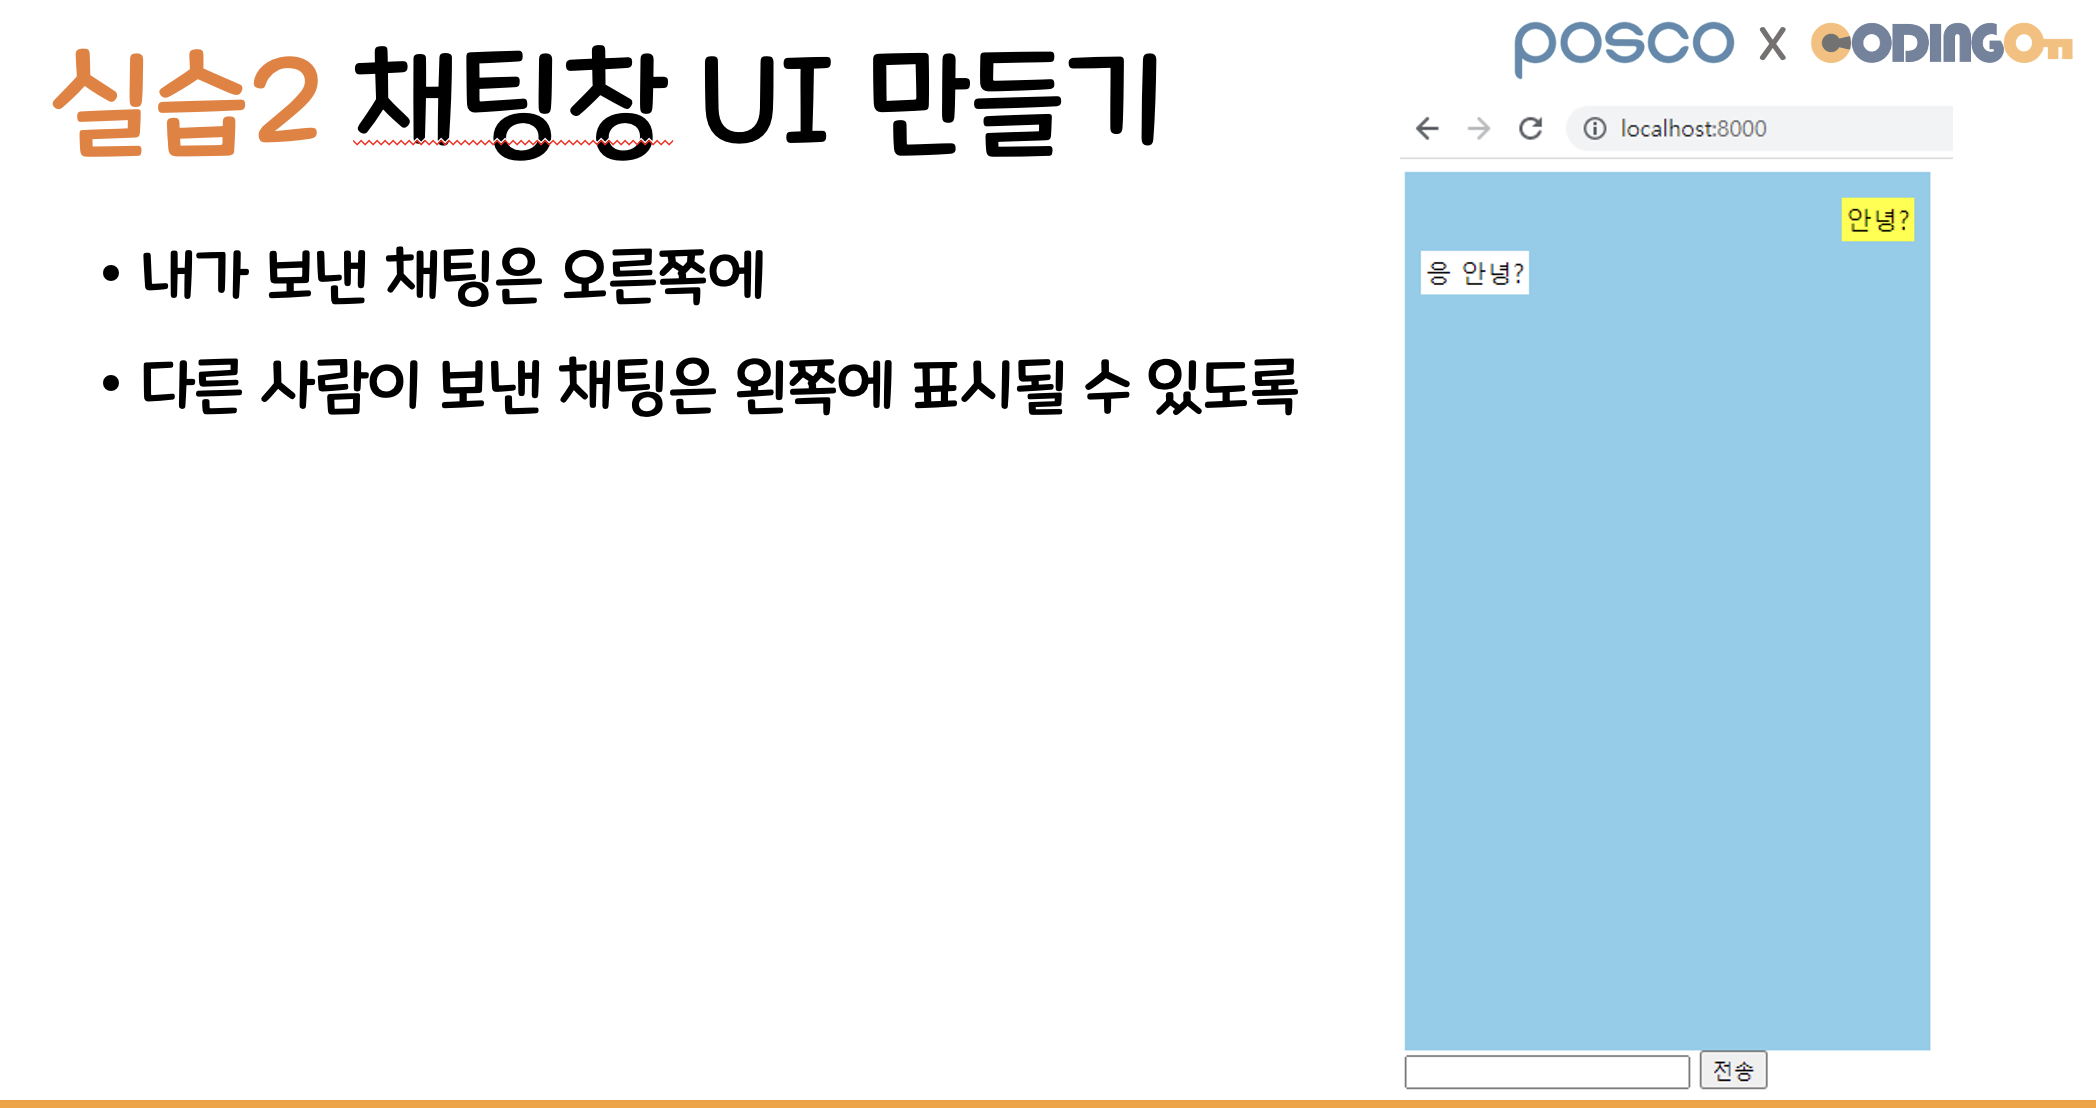 실습2 채팅창 UI 만들기
posco X CODINGOn
• 내가 보낸 채팅은 오른쪽에
• 다른 사람이 보낸 채팅은 왼쪽에 표시될 수 있도록
localhost:8000
안녕?
응 안녕?
전송